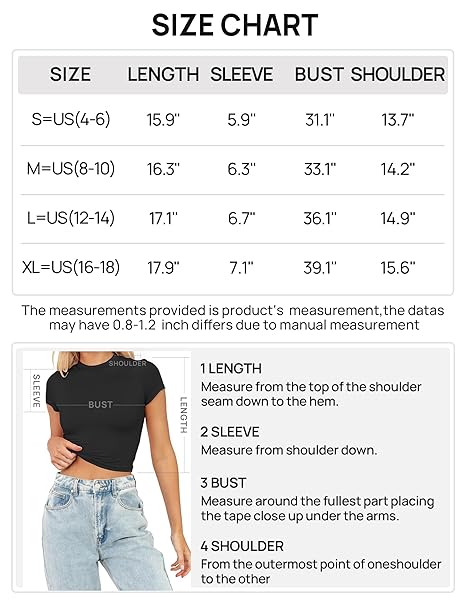 SIZE CHART
SIZE LENGTH SLEEVE BUST SHOULDER
S=US(4-6) 15.9" 5.9" 31.1" 13.7"
M=US(8-10) 16.3" 6.3" 33.1" 14.2"
L=US(12-14) 17.1" 6.7" 36.1" 14.9"
XL=US(16-18) 17.9" 7.1" 39.1" 15.6"
The measurements provided is product's measurement,the datas
may have 0.8-1.2 inch differs due to manual measurement
SHOULDER
SLEEVE
BUST
LENGTH
1 LENGTH
Measure from the top of the shoulder
seam down to the hem.
2 SLEEVE
Measure from shoulder down.
3 BUST
Measure around the fullest part placing
the tape close up under the arms.
4 SHOULDER
From the outermost point of oneshoulder
to the other